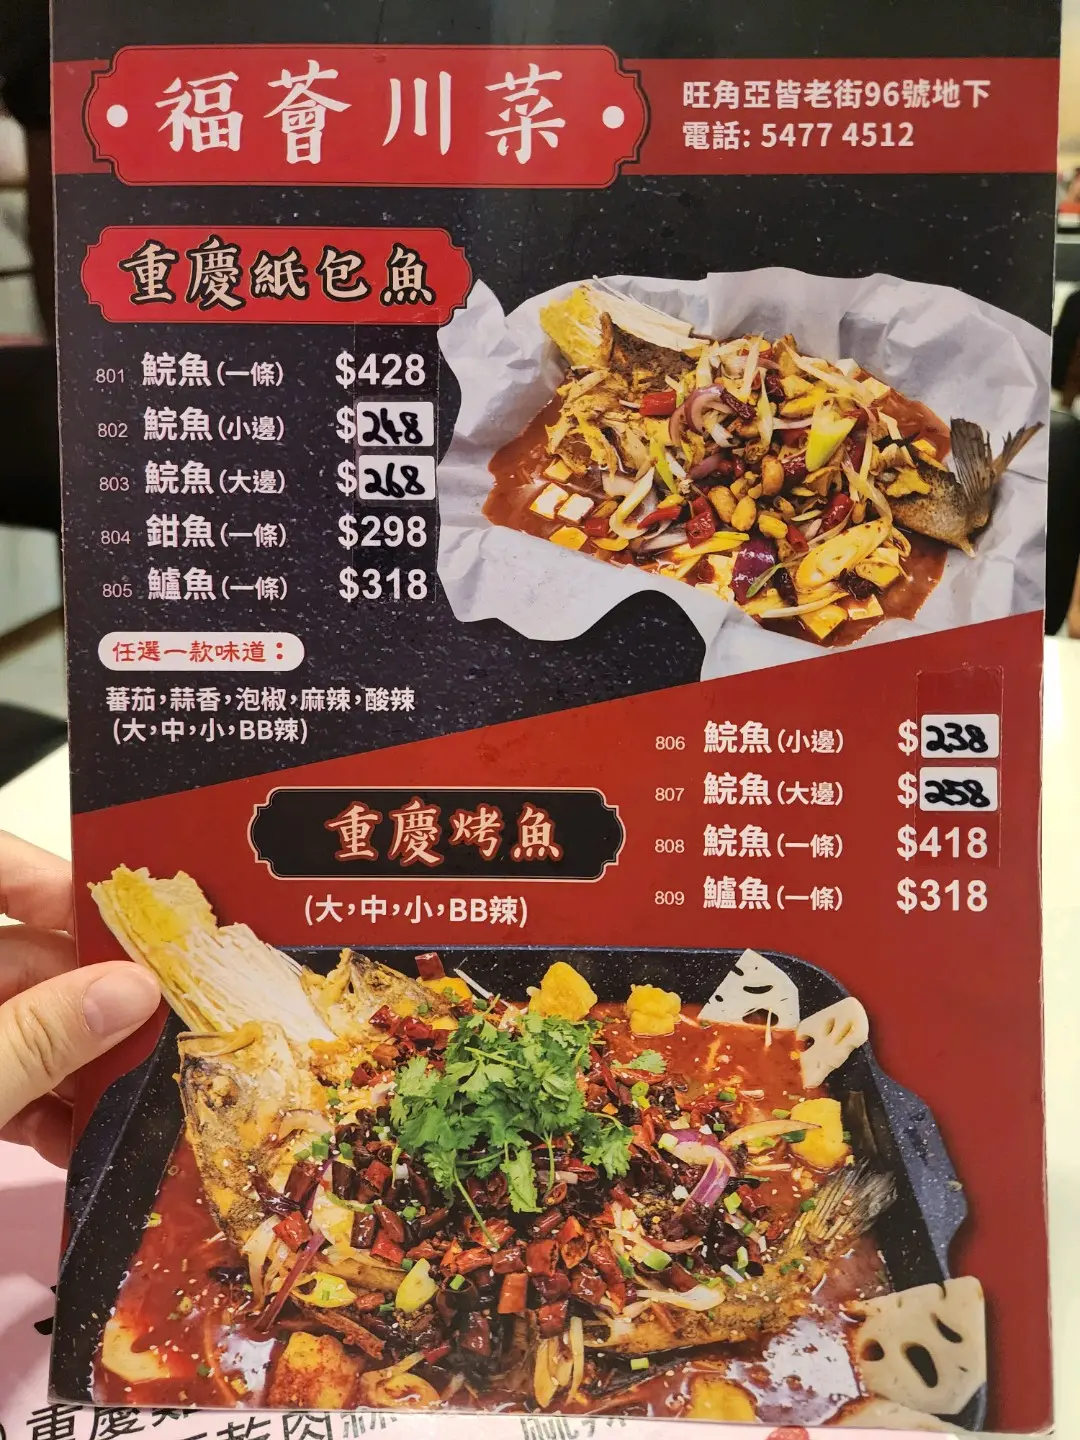 福薈川菜
旺角亞皆老街96號地下
電話: 5477 4512
重慶紙包魚
801 鯇魚(一條) $428
802 鯇魚(小邊) $248
803 鯇魚(大邊) $268
804 鉗魚(一條) $298
805 鱸魚(一條) $318
任選一款味道：
蕃茄,蒜香,泡椒,麻辣,酸辣
(大,中,小,BB辣)
806 鯇魚(小邊) $238
807 鯇魚(大邊) $258
808 鯇魚(一條) $418
809 鱸魚(一條) $318
重慶烤魚
(大,中,小,BB辣)
重慶